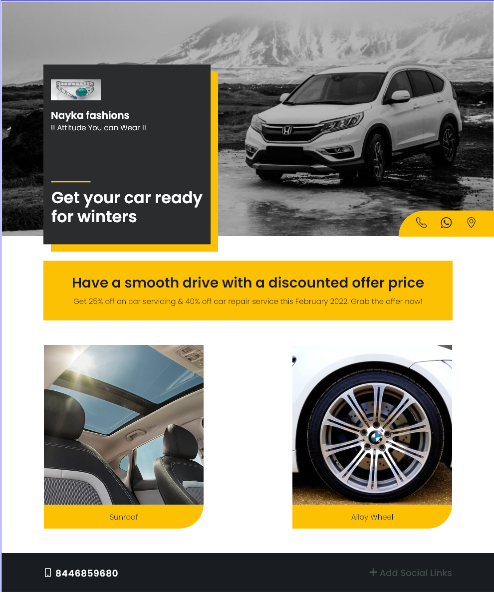 Nayka fashions
!! Attitude You can Wear !!
Get your car ready
for winters
Have a smooth drive with a discounted offer price
Get 25% off on car servicing & 40% off car repair service this February 2022. Grab the offer now!
Sunroof
Alloy Wheel
8446859680
+ Add Social Links